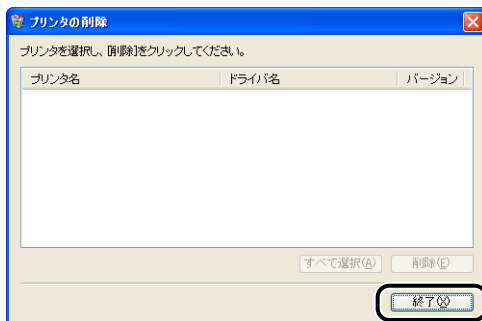 プリンタの削除
プリンタを選択し、[削除]をクリックしてください。
プリンタ名 ドライバ名 バージョン
すべて選択(A) 削除(E)
終了(X)